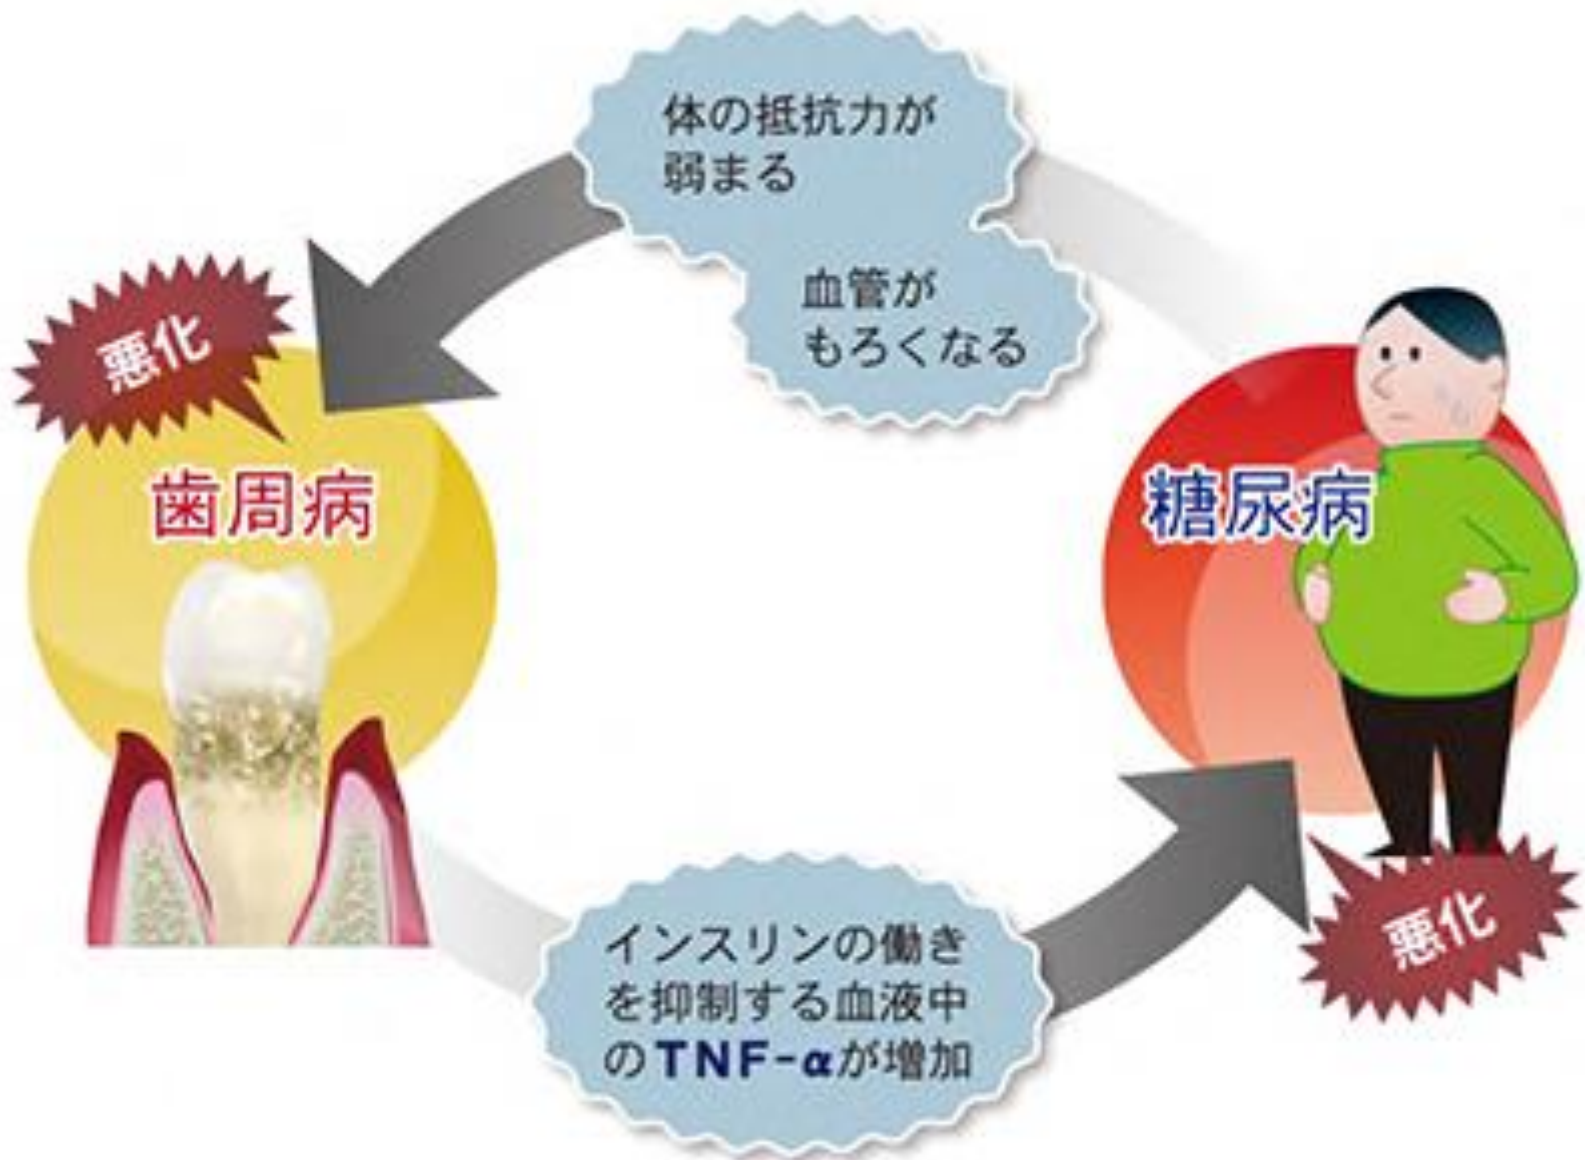 体の抵抗力が
弱まる
血管が
もろくなる
悪化
歯周病
糖尿病
インスリンの働き
を抑制する血液中
のTNF-αが増加
悪化